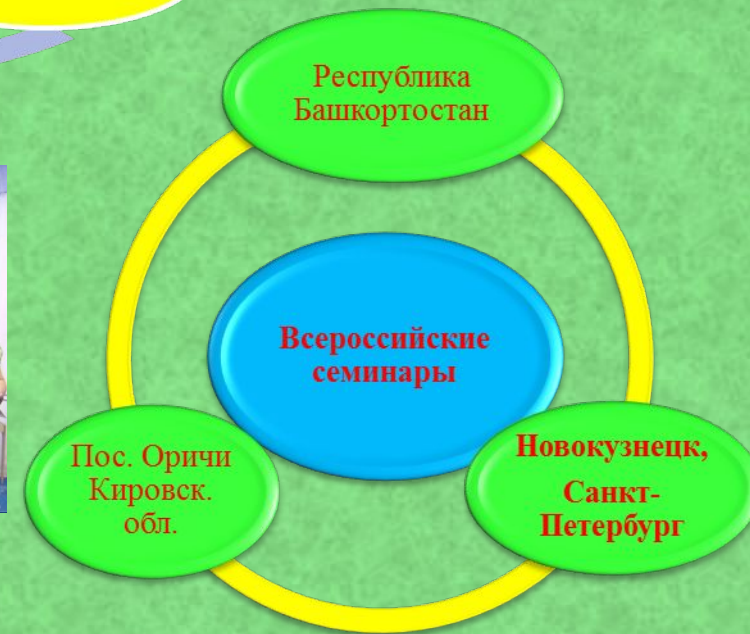 Республика
Башкортостан
Всероссийские
семинары
Пос. Оричи
Кировск.
обл.
Новокузнецк,
Санкт-
Петербург